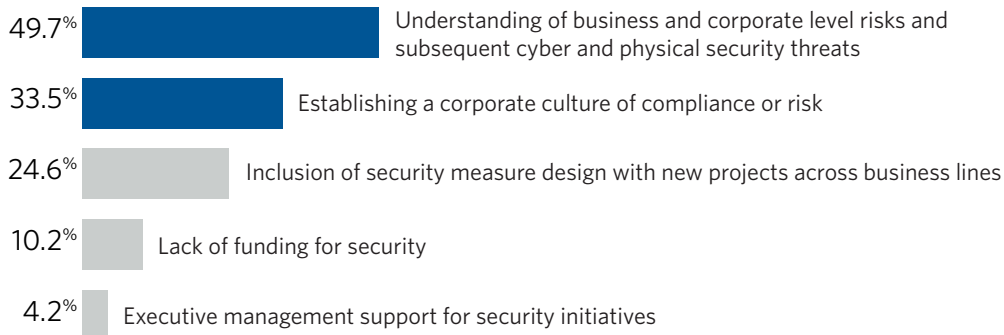 49.7%
Understanding of business and corporate level risks and
subsequent cyber and physical security threats
33.5%
Establishing a corporate culture of compliance or risk
24.6%
Inclusion of security measure design with new projects across business lines
10.2%
Lack of funding for security
4.2%
Executive management support for security initiatives